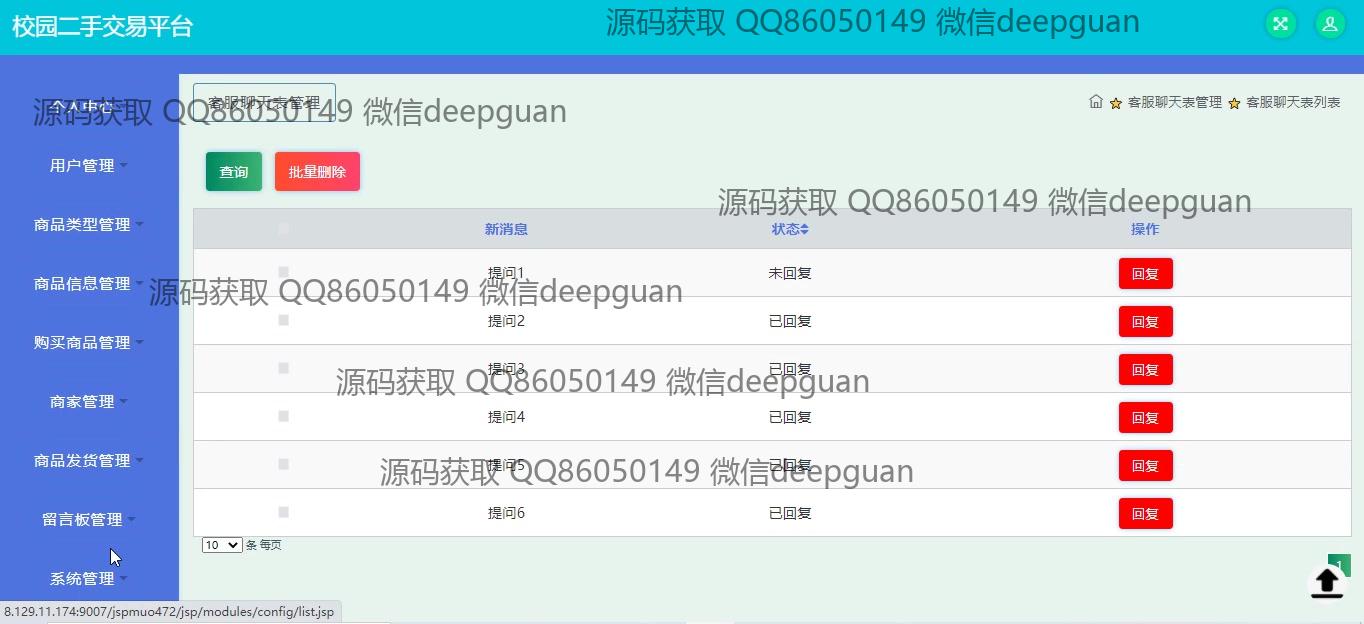 校园二手交易平台
源码获取 QQ86050149 微信deepguan
个人中心
源码获取 QQ86050149 微信deepguan
客服聊天表管理
客服聊天表管理 客服聊天表列表
用户管理
查询 批量删除
源码获取 QQ86050149 微信deepguan
商品类型管理
新消息 状态 操作
商品信息管理
提问1 未回复 回复
源码获取 QQ86050149 微信deepguan
提问2 已回复 回复
购买商品管理
提问3 已回复 回复
源码获取 QQ86050149 微信deepguan
商家管理
提问4 已回复 回复
商品发货管理
提问5 已回复 回复
源码获取 QQ86050149 微信deepguan
留言板管理
提问6 已回复 回复
10 条 每页
1
系统管理
8.129.11.174:9007/jspmuo472/jsp/modules/config/list.jsp